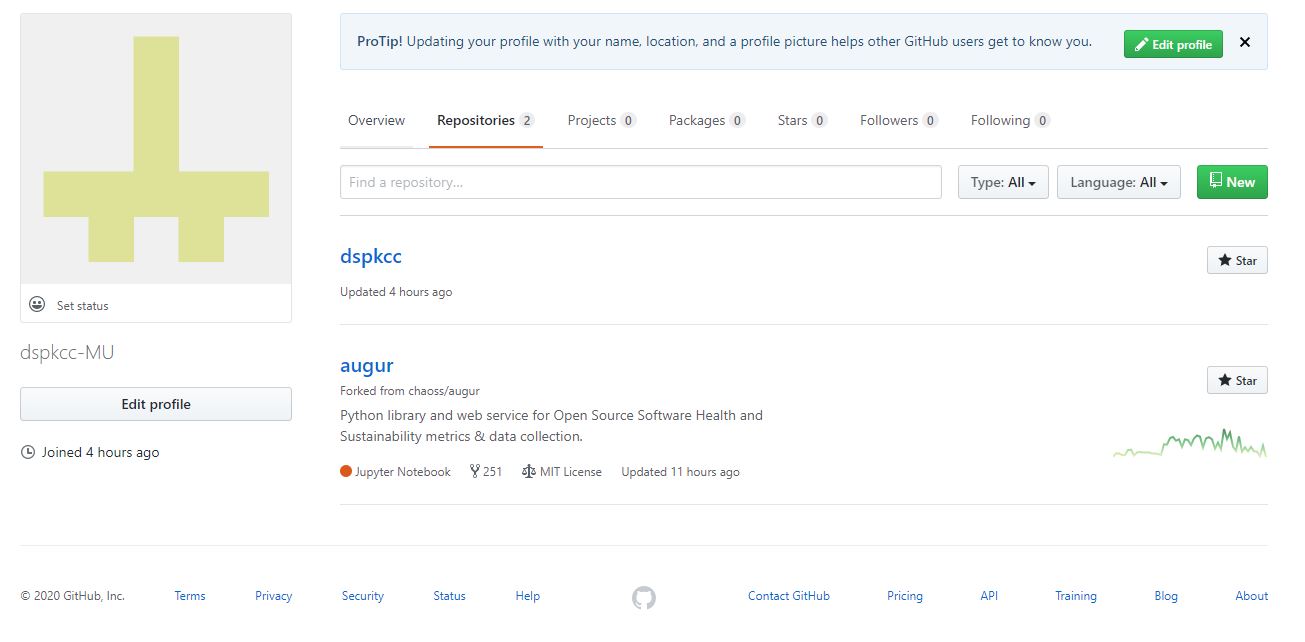 ProTip! Updating your profile with your name, location, and a profile picture helps other GitHub users get to know you.
Edit profile
Overview
Repositories 2
Projects 0
Packages 0
Stars 0
Followers 0
Following 0
Find a repository...
Type: All
Language: All
New
Set status
dspkcc-MU
Edit profile
Joined 4 hours ago
dspkcc
Star
Updated 4 hours ago
augur
Star
Forked from chaoss/augur
Python library and web service for Open Source Software Health and
Sustainability metrics & data collection.
Jupyter Notebook
251
MIT License
Updated 11 hours ago
© 2020 GitHub, Inc.
Terms
Privacy
Security
Status
Help
Contact GitHub
Pricing
API
Training
Blog
About